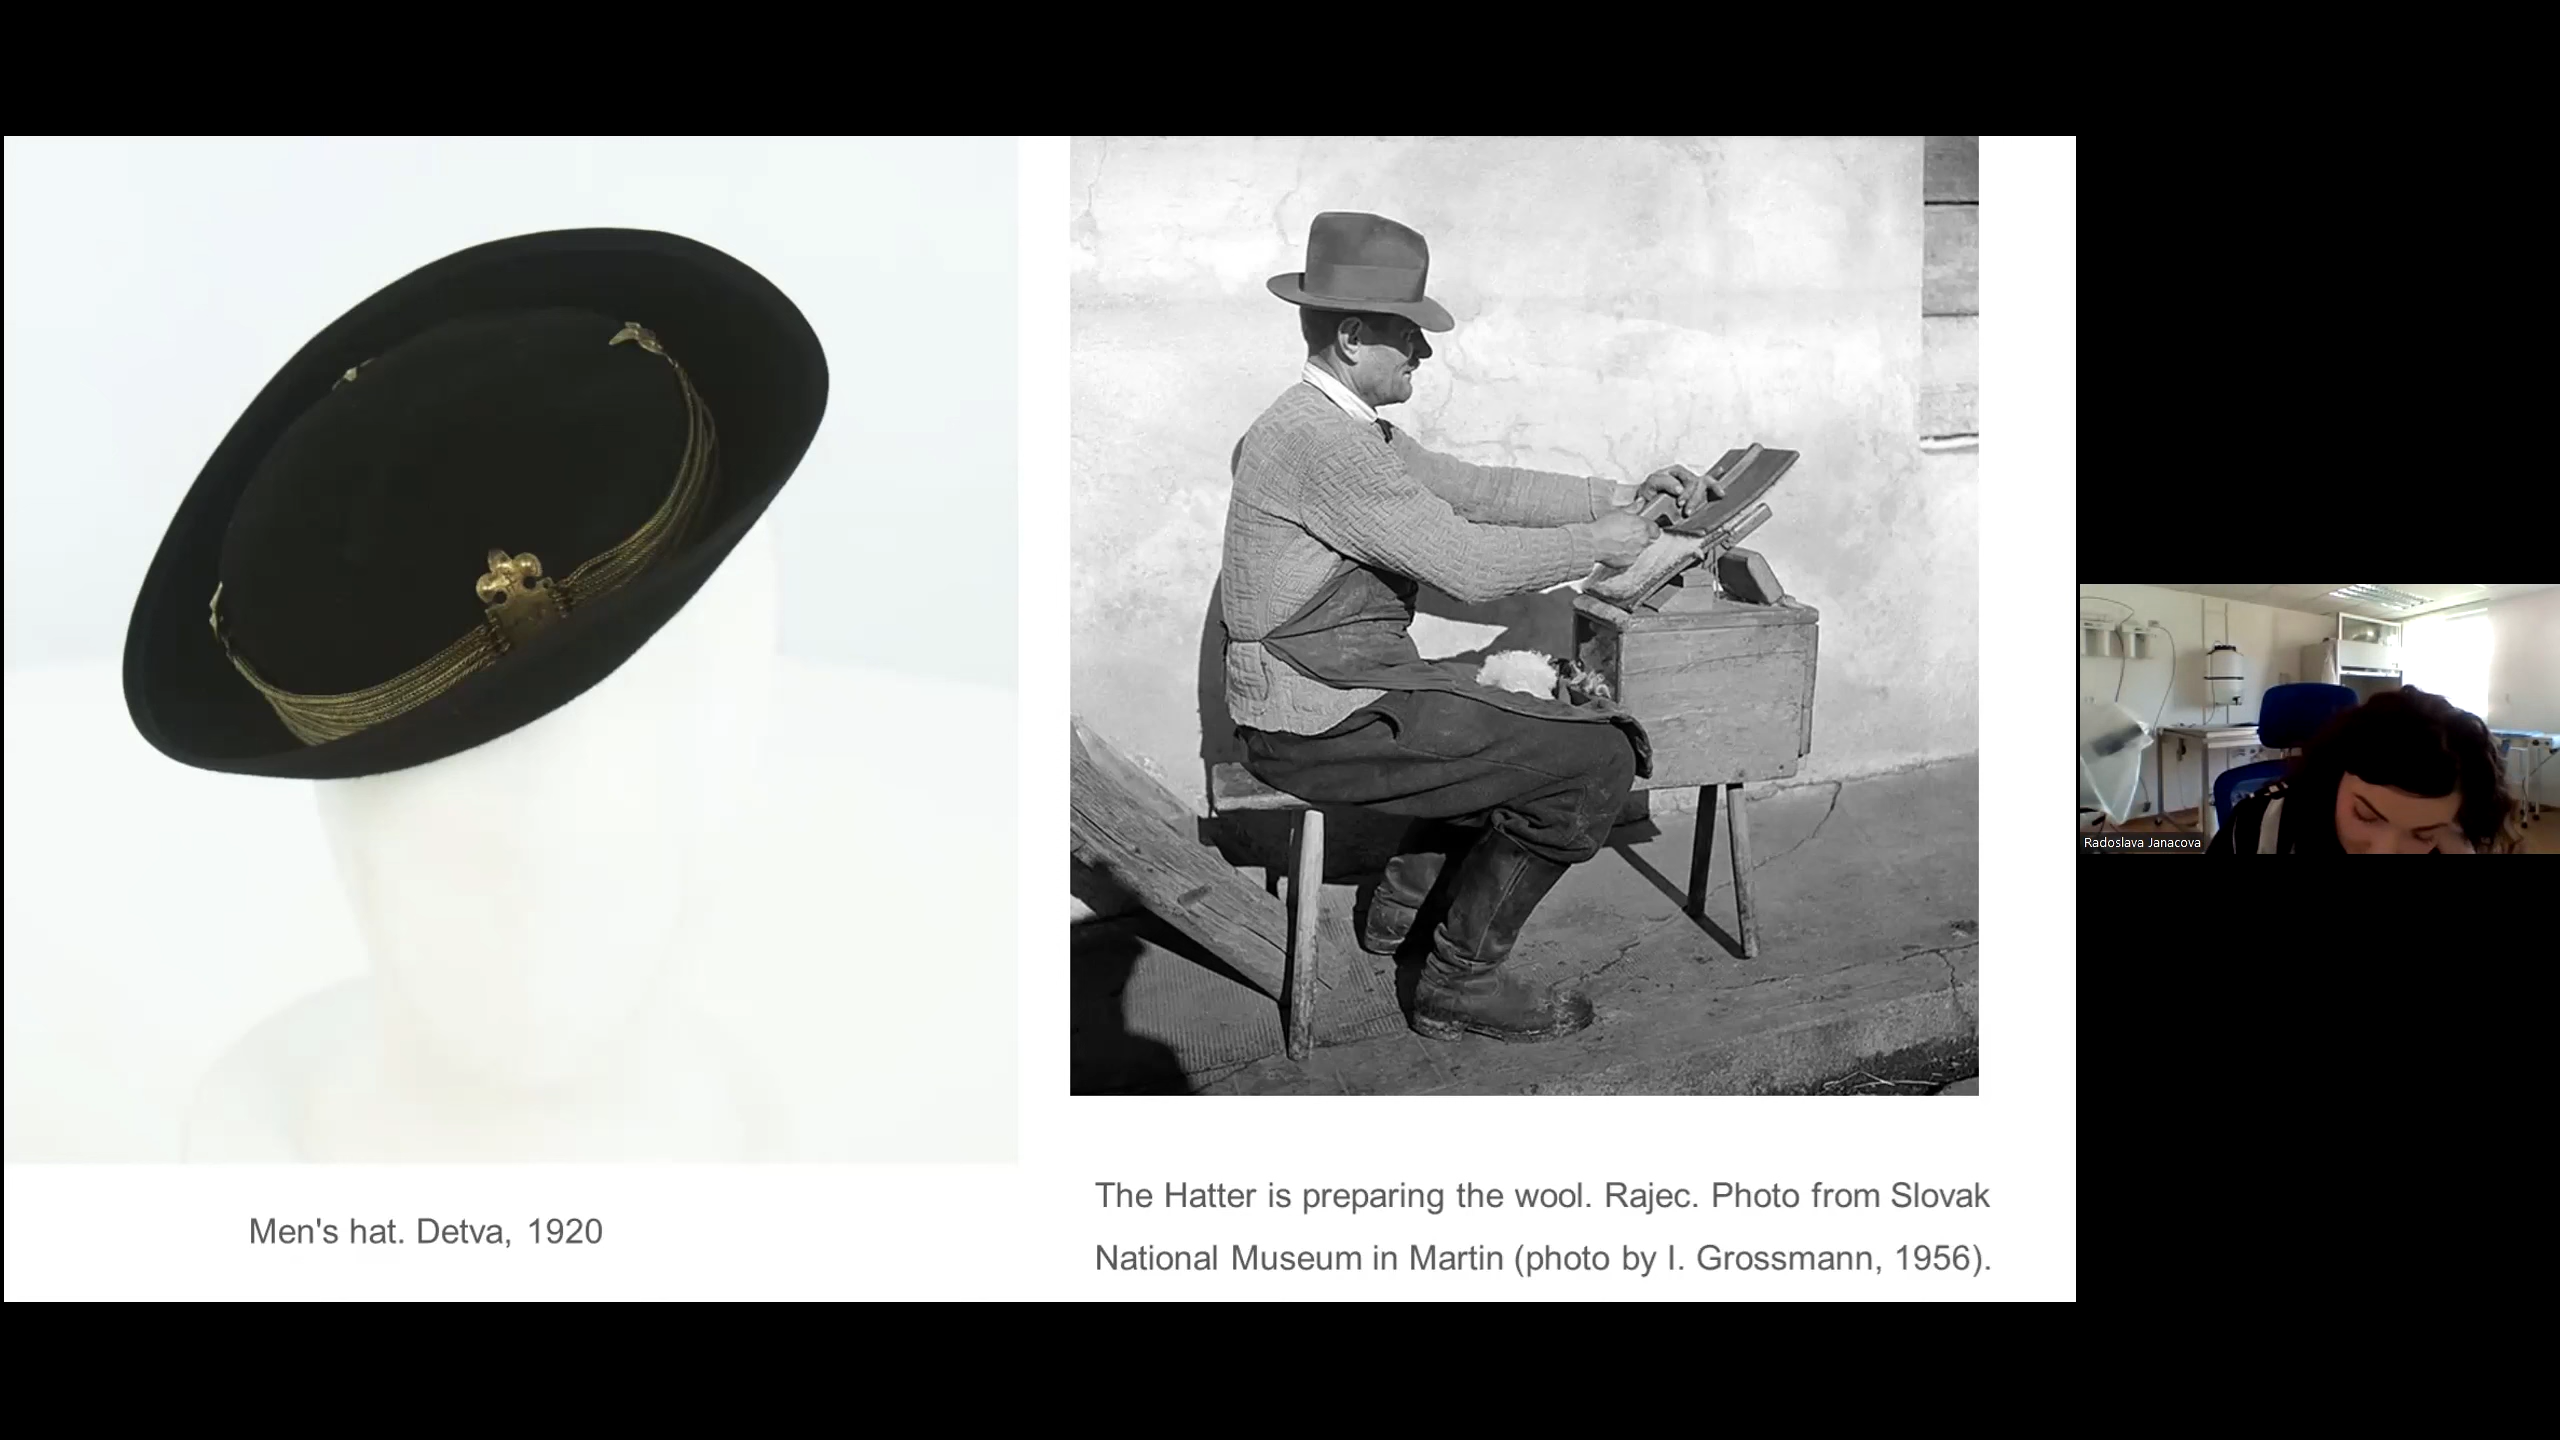 Men's hat. Detva, 1920
The Hatter is preparing the wool. Rajec. Photo from Slovak
National Museum in Martin (photo by I. Grossmann, 1956).
Radoslava Janacova